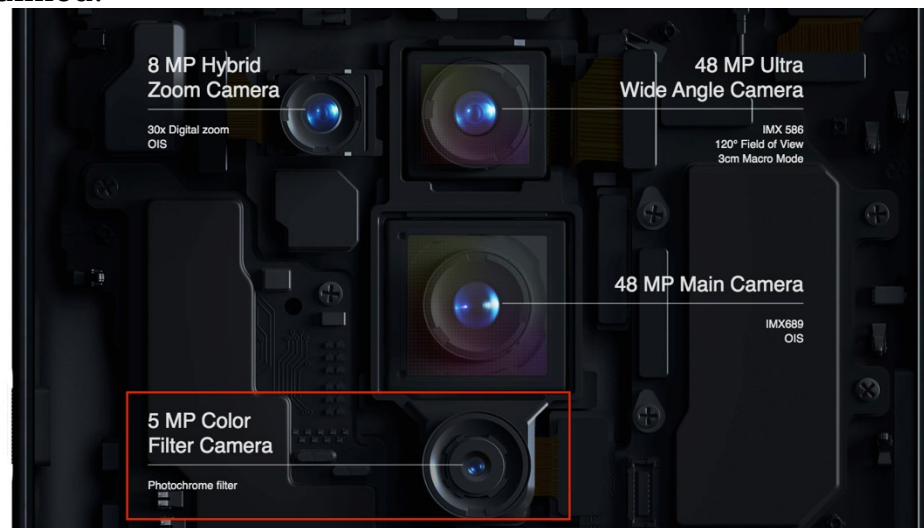 8 MP Hybrid
Zoom Camera
30x Digital zoom
OIS
48 MP Ultra
Wide Angle Camera
IMX 586
120° Field of View
3cm Macro Mode
48 MP Main Camera
IMX689
OIS
5 MP Color
Filter Camera
Photochrome filter